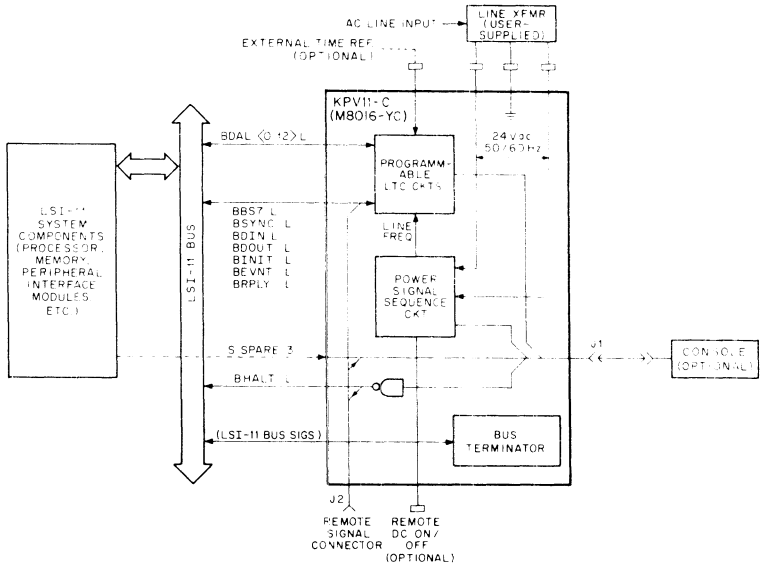 AC LINE INPUT
LINE XFMR
(USER-
SUPPLIED)
EXTERNAL TIME REF.
(OPTIONAL)
KPV11-C
(M8016-YC)
24 Vac
50/60 Hz
BDAL <0:12> L
PROGRAMM-
ABLE
LTC CKTS
LSI-11
SYSTEM
COMPONENTS
(PROCESSOR,
MEMORY,
PERIPHERAL
INTERFACE
MODULES
ETC.)
LSI-11 BUS
BBS7 L
BSYNC L
BDIN L
BDOUT L
BINIT L
BEVNT L
BRPLY L
LINE
FREQ
POWER
SIGNAL
SEQUENCE
CKT
S SPARE 3
J1
CONSOLE
(OPTIONAL)
BHALT L
(LSI-11 BUS SIGS)
BUS
TERMINATOR
J2
REMOTE
SIGNAL
CONNECTOR
REMOTE
DC ON/
OFF
(OPTIONAL)